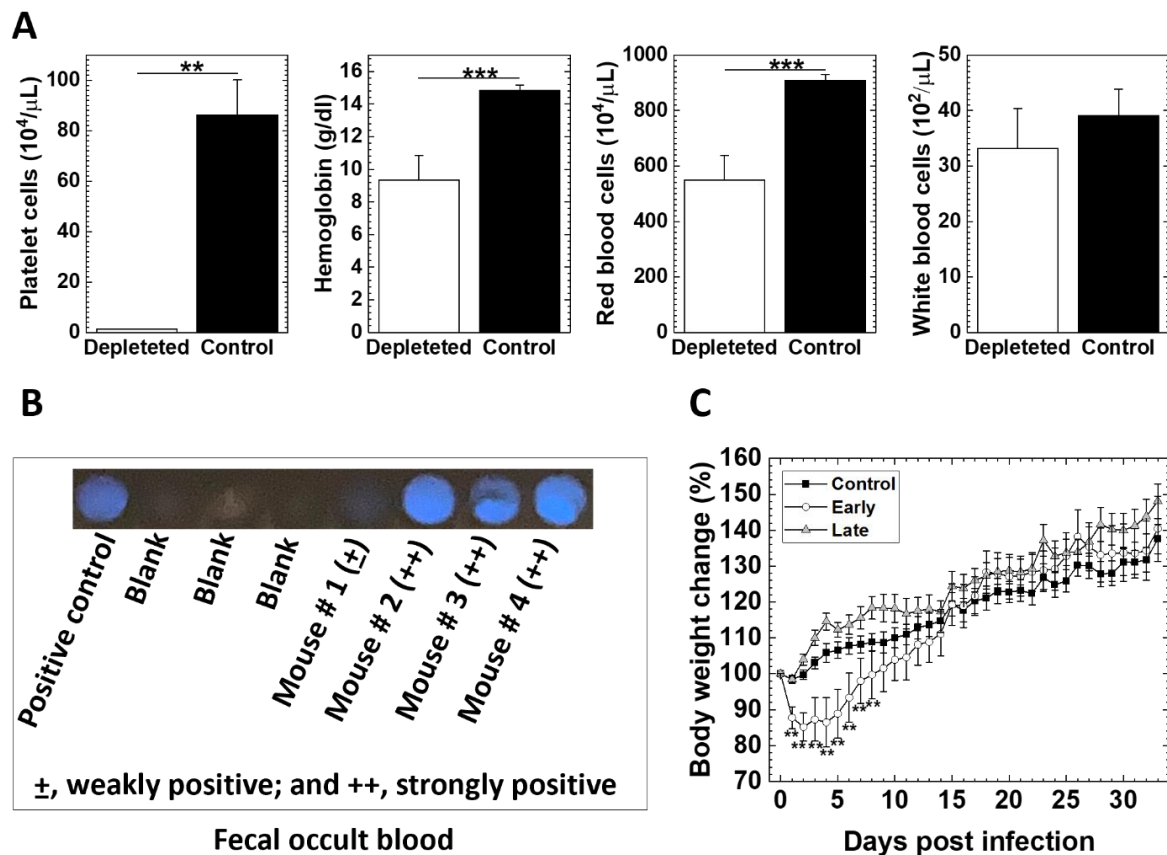 A
Platelet cells (10⁴/μL)
100
80
60
40
20
0
**
Depleteted
Control
Hemoglobin (g/dl)
16
14
12
10
8
6
4
2
0
***
Depleteted
Control
Red blood cells (10⁴/μL)
1000
800
600
400
200
0
***
Depleteted
Control
White blood cells (10²/μL)
50
40
30
20
10
0
Depleteted
Control
B
Positive control
Blank
Blank
Blank
Mouse # 1 (±)
Mouse # 2 (++)
Mouse # 3 (++)
Mouse # 4 (++)
±, weakly positive; and ++, strongly positive
Fecal occult blood
C
Body weight change (%)
160
150
140
130
120
110
100
90
80
70
Control
Early
Late
**
**
**
**
**
**
**
**
0
5
10
15
20
25
30
Days post infection